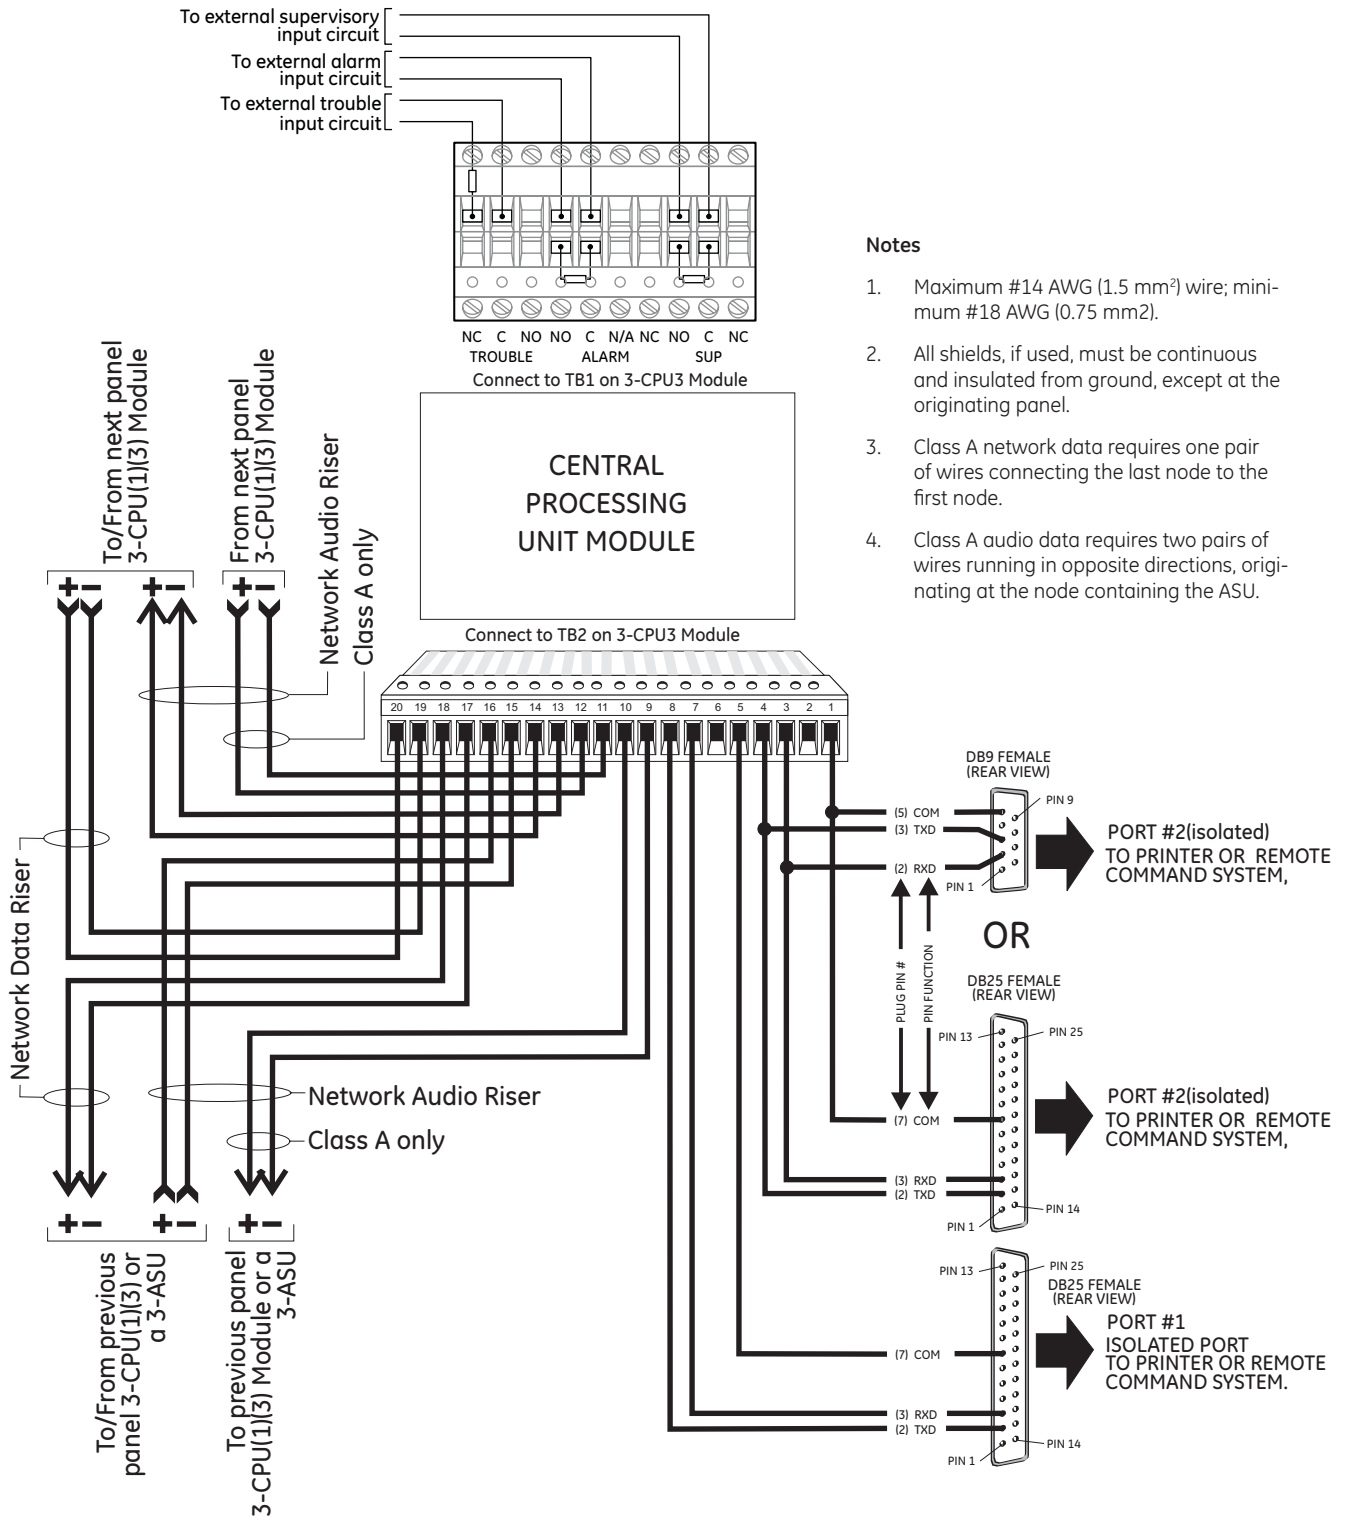 To external supervisory
input circuit
To external alarm
input circuit
To external trouble
input circuit
NC C NO NO C N/A NC NO C NC
TROUBLE ALARM SUP
Connect to TB1 on 3-CPU3 Module
CENTRAL
PROCESSING
UNIT MODULE
Connect to TB2 on 3-CPU3 Module
20 19 18 17 16 15 14 13 12 11 10 9 8 7 6 5 4 3 2 1
Notes
1. Maximum #14 AWG (1.5 mm²) wire; mini-
mum #18 AWG (0.75 mm2).
2. All shields, if used, must be continuous
and insulated from ground, except at the
originating panel.
3. Class A network data requires one pair
of wires connecting the last node to the
first node.
4. Class A audio data requires two pairs of
wires running in opposite directions, origi-
nating at the node containing the ASU.
To/From next panel
3-CPU(1)(3) Module
From next panel
3-CPU(1)(3) Module
+ − + − + −
Network Audio Riser
Class A only
Network Data Riser
Network Audio Riser
Class A only
+ − + − + −
To/From previous
panel 3-CPU(1)(3) or
a 3-ASU
To previous panel
3-CPU(1)(3) Module or a
3-ASU
DB9 FEMALE
(REAR VIEW)
PIN 9
(5) COM
(3) TXD
(2) RXD
PIN 1
PORT #2(isolated)
TO PRINTER OR REMOTE
COMMAND SYSTEM,
PLUG PIN #
PIN FUNCTION
OR
DB25 FEMALE
(REAR VIEW)
PIN 13
PIN 25
(7) COM
(3) RXD
(2) TXD
PIN 14
PIN 1
PORT #2(isolated)
TO PRINTER OR REMOTE
COMMAND SYSTEM,
PIN 13
PIN 25
DB25 FEMALE
(REAR VIEW)
(7) COM
(3) RXD
(2) TXD
PIN 14
PIN 1
PORT #1
ISOLATED PORT
TO PRINTER OR REMOTE
COMMAND SYSTEM.